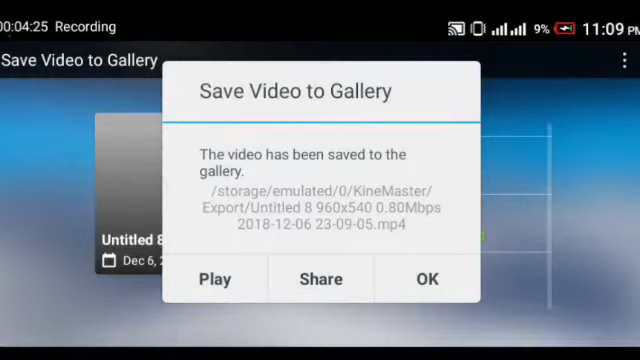 00:04:25 Recording
9% 11:09 PM
Save Video to Gallery
Save Video to Gallery
The video has been saved to the
gallery.
/storage/emulated/0/KineMaster/
Export/Untitled 8 960x540 0.80Mbps
2018-12-06 23-09-05.mp4
Untitled 8
Dec 6, 2
Play Share OK